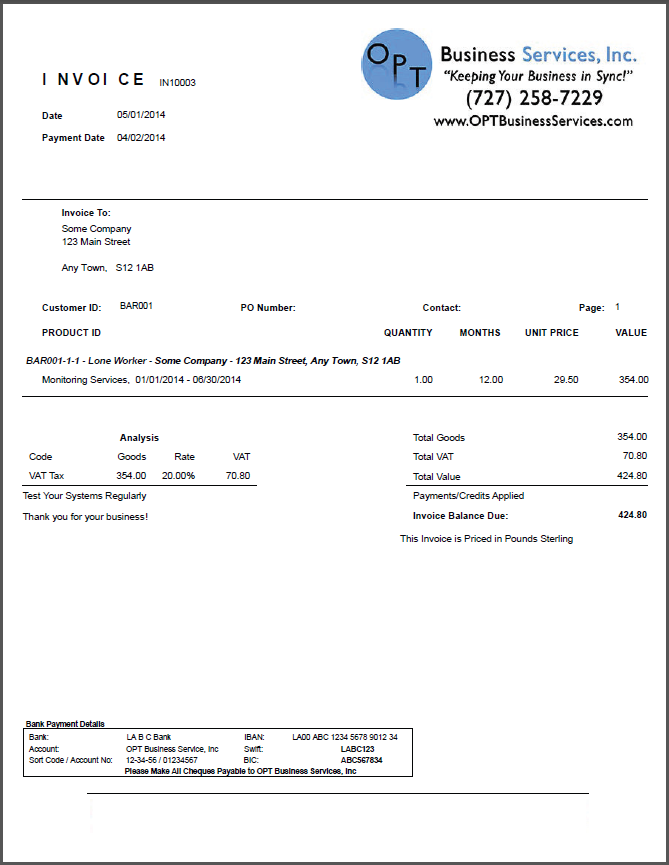 INVOICE IN10003
OPT
Business Services, Inc.
“Keeping Your Business in Sync!”
(727) 258-7229
www.OPTBusinessServices.com
Date 05/01/2014
Payment Date 04/02/2014
Invoice To:
Some Company
123 Main Street
Any Town, S12 1AB
Customer ID: BAR001 PO Number: Contact: Page: 1
PRODUCT ID QUANTITY MONTHS UNIT PRICE VALUE
BAR001-1-1 - Lone Worker - Some Company - 123 Main Street, Any Town, S12 1AB
Monitoring Services, 01/01/2014 - 06/30/2014 1.00 12.00 29.50 354.00
Analysis
Code Goods Rate VAT
VAT Tax 354.00 20.00% 70.80
Test Your Systems Regularly
Thank you for your business!
Total Goods 354.00
Total VAT 70.80
Total Value 424.80
Payments/Credits Applied
Invoice Balance Due: 424.80
This Invoice is Priced in Pounds Sterling
Bank Payment Details
Bank: LA B C Bank IBAN: LA00 ABC 1234 5678 9012 34
Account: OPT Business Service, Inc Swift: LABC123
Sort Code / Account No: 12-34-56 / 01234567 BIC: ABC567834
Please Make All Cheques Payable to OPT Business Services, Inc